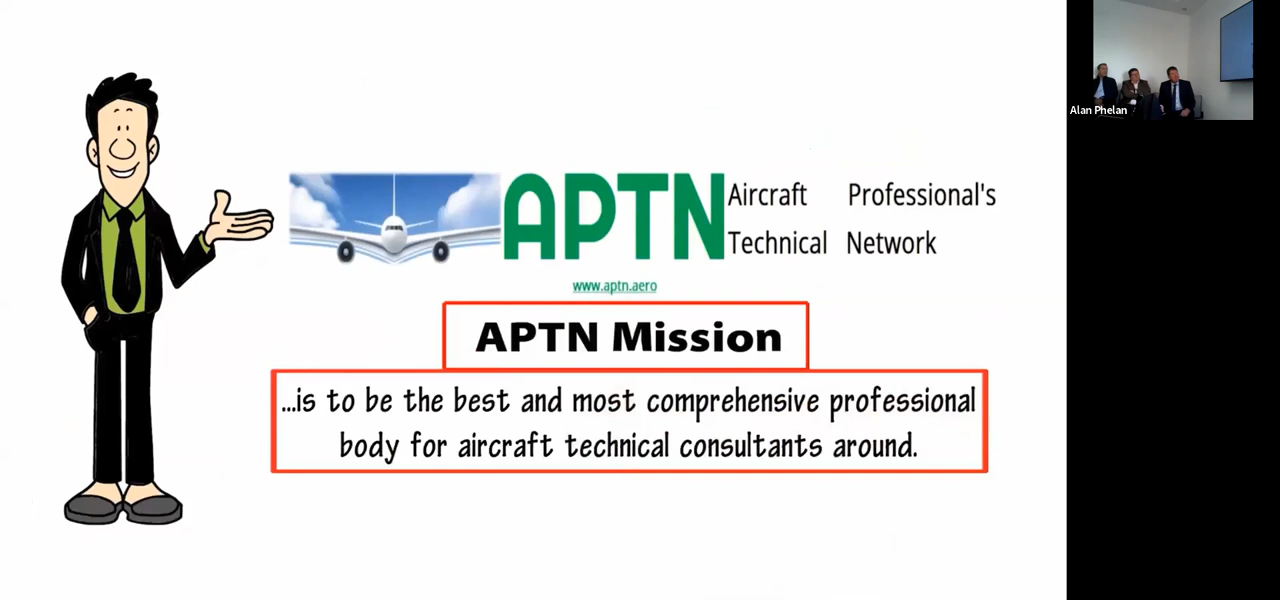 APTN
Aircraft Professional's
Technical Network
www.aptn.aero
APTN Mission
...is to be the best and most comprehensive professional
body for aircraft technical consultants around.
Alan Phelan